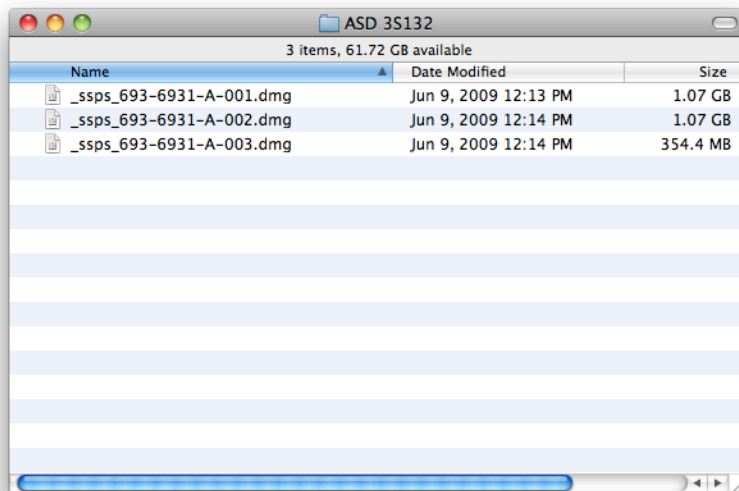 ASD 3S132
3 items, 61.72 GB available
Name Date Modified Size
_ssps_693-6931-A-001.dmg Jun 9, 2009 12:13 PM 1.07 GB
_ssps_693-6931-A-002.dmg Jun 9, 2009 12:14 PM 1.07 GB
_ssps_693-6931-A-003.dmg Jun 9, 2009 12:14 PM 354.4 MB